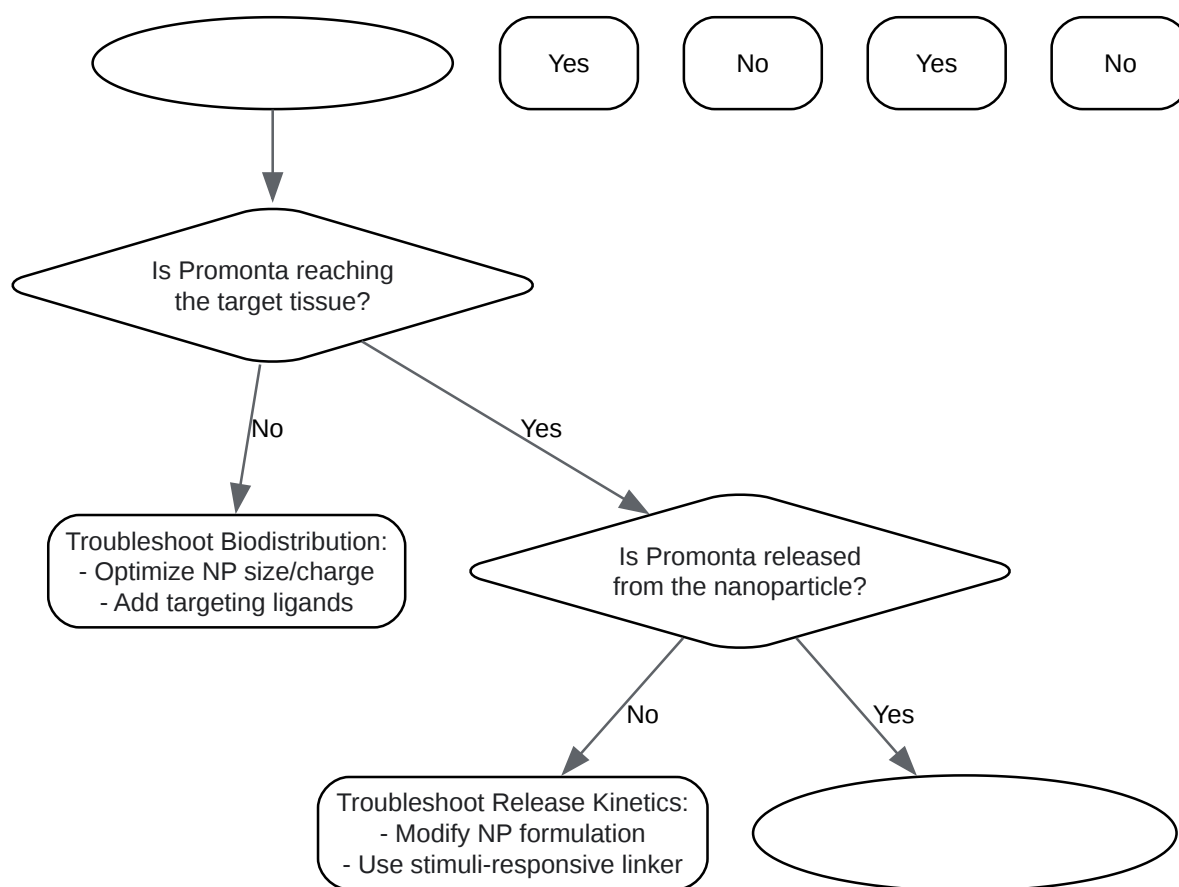 Yes
No
Yes
No
Is Promonta reaching
the target tissue?
No
Yes
Troubleshoot Biodistribution:
- Optimize NP size/charge
- Add targeting ligands
Is Promonta released
from the nanoparticle?
No
Yes
Troubleshoot Release Kinetics:
- Modify NP formulation
- Use stimuli-responsive linker